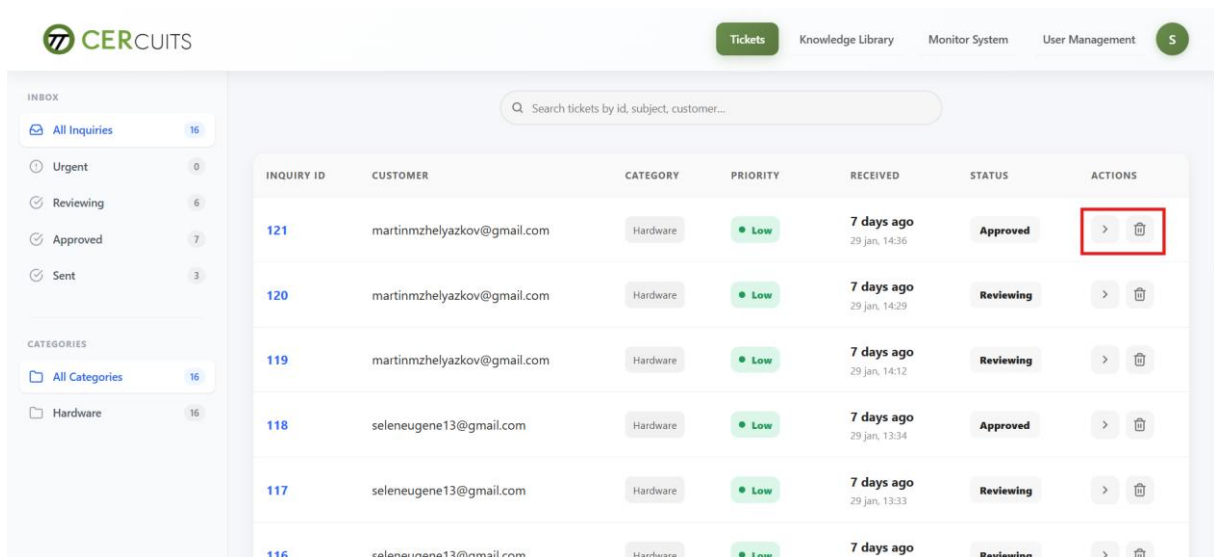 CERCUITS
Tickets Knowledge Library Monitor System User Management S
INBOX
All Inquiries 16
Urgent 0
Reviewing 6
Approved 7
Sent 3
CATEGORIES
All Categories 16
Hardware 16
Search tickets by id, subject, customer...
INQUIRY ID CUSTOMER CATEGORY PRIORITY RECEIVED STATUS ACTIONS
121 martinmzhelyazkov@gmail.com Hardware Low 7 days ago Approved
29 jan, 14:36
120 martinmzhelyazkov@gmail.com Hardware Low 7 days ago Reviewing
29 jan, 14:29
119 martinmzhelyazkov@gmail.com Hardware Low 7 days ago Reviewing
29 jan, 14:12
118 seleneugene13@gmail.com Hardware Low 7 days ago Approved
29 jan, 13:34
117 seleneugene13@gmail.com Hardware Low 7 days ago Reviewing
29 jan, 13:33
116 seleneugene13@gmail.com Hardware Low 7 days ago Reviewing